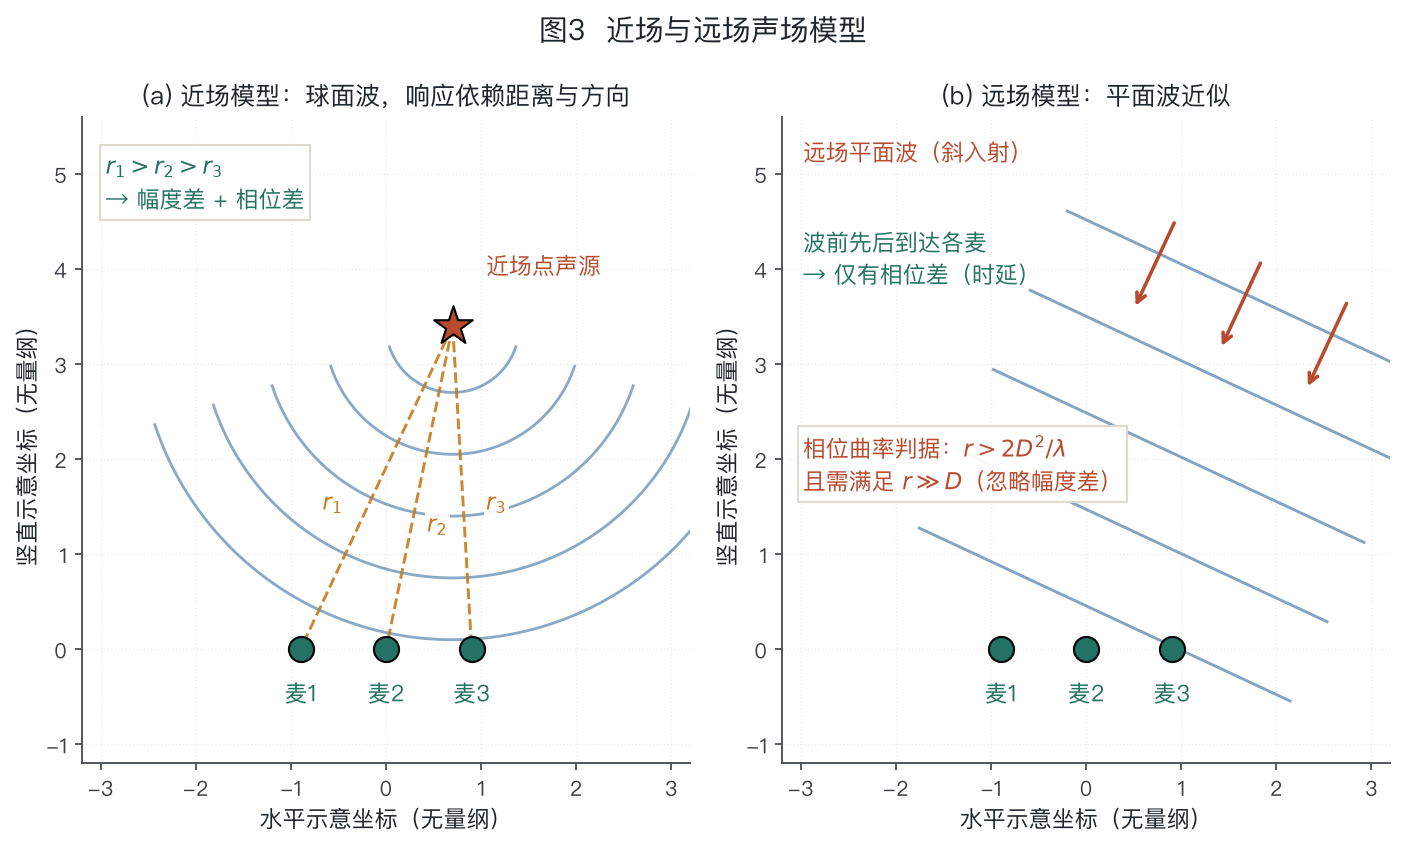 图3 近场与远场声场模型
(a) 近场模型：球面波，响应依赖距离与方向
r₁ > r₂ > r₃
→ 幅度差 + 相位差
近场点声源
r₁
r₂
r₃
麦1
麦2
麦3
5
4
3
2
1
0
−1
−3
−2
−1
0
1
2
3
竖直示意坐标（无量纲）
水平示意坐标（无量纲）
(b) 远场模型：平面波近似
远场平面波（斜入射）
波前先后到达各麦
→ 仅有相位差（时延）
相位曲率判据：r > 2D²/λ
且需满足 r ≫ D（忽略幅度差）
麦1
麦2
麦3
5
4
3
2
1
0
−1
−3
−2
−1
0
1
2
3
竖直示意坐标（无量纲）
水平示意坐标（无量纲）